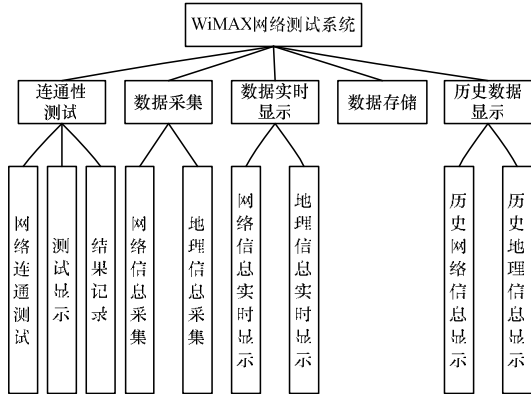 WiMAX网络测试系统
连通性
测试
数据采集
数据实时
显示
数据存储
历史数据
显示
网络连通测试
测试显示
结果记录
网络信息采集
地理信息采集
网络信息实时显示
地理信息实时显示
历史网络信息显示
历史地理信息显示